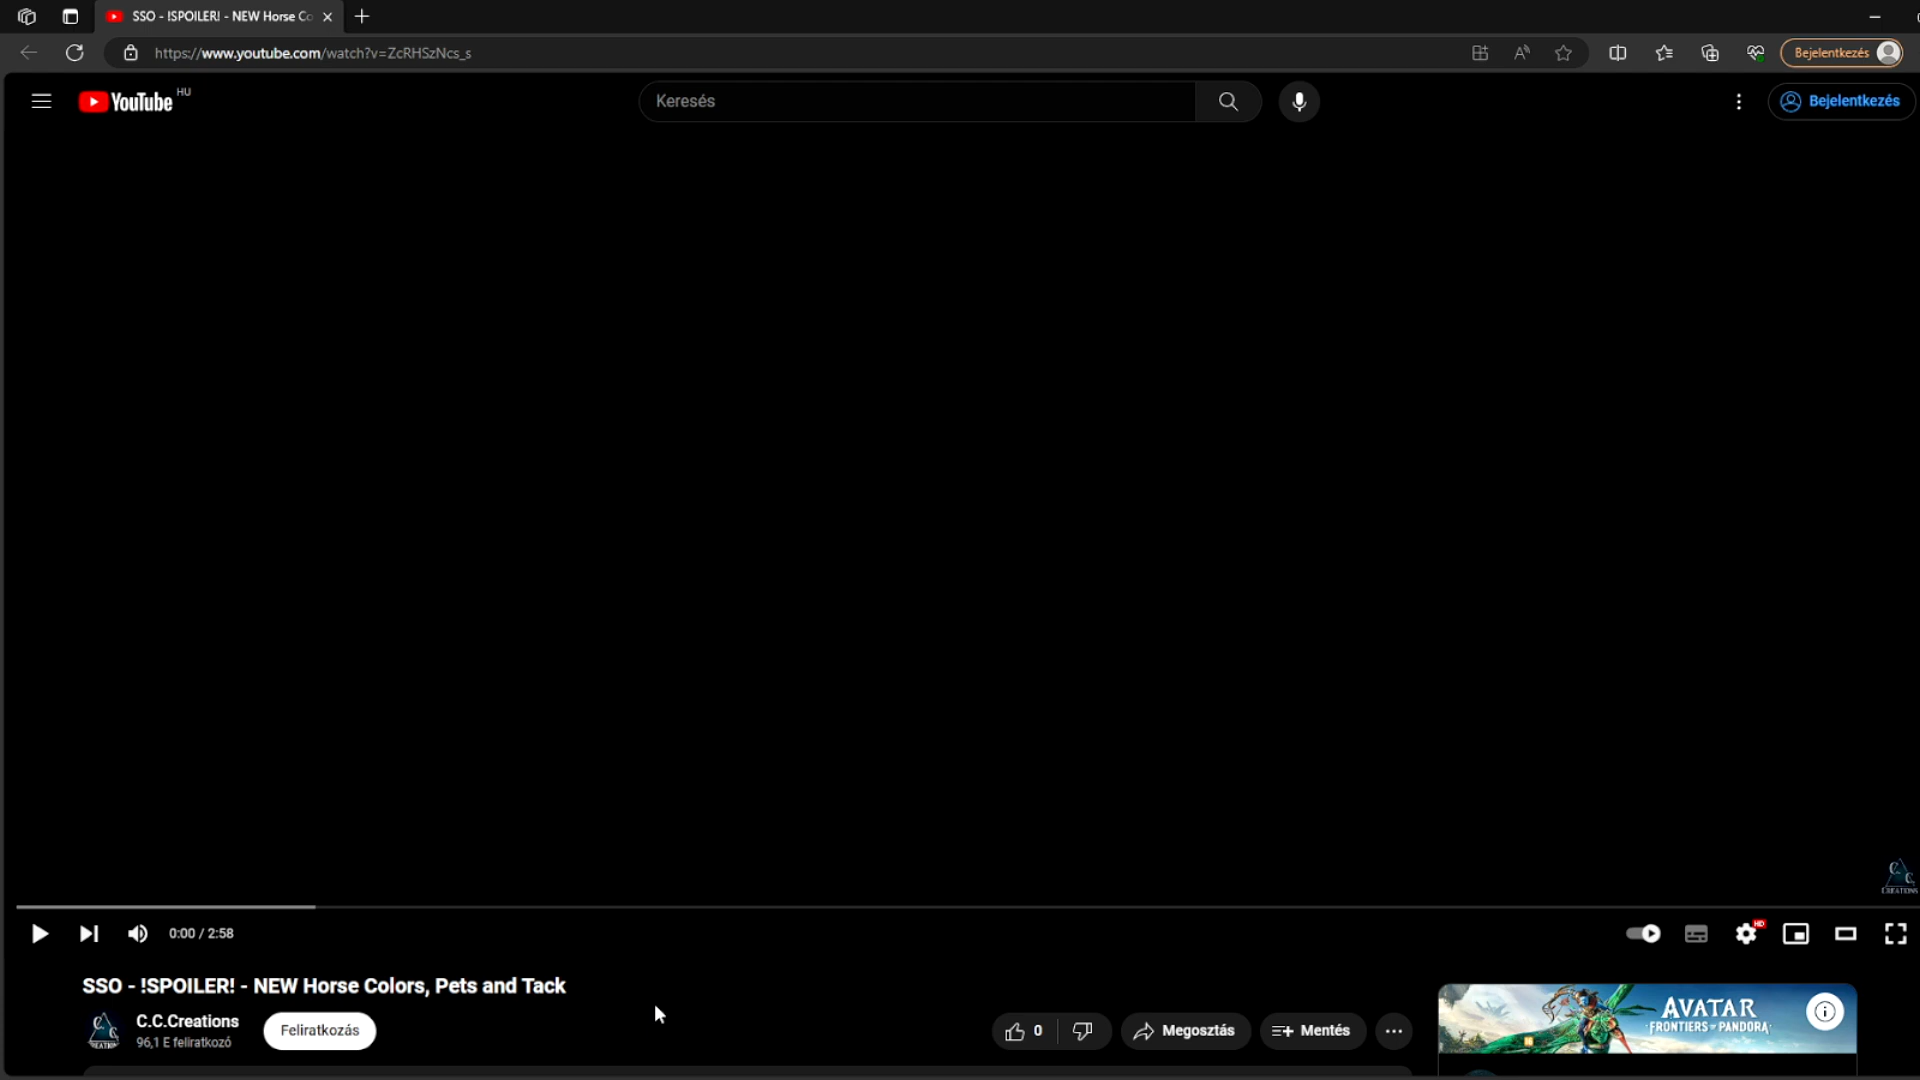 SSO - !SPOILER! - NEW Horse Co
https://www.youtube.com/watch?v=ZcRHSzNcs_s
Bejelentkezés
YouTube HU
Keresés
Bejelentkezés
C. C.
CREATIONS
0:00 / 2:58
HD
SSO - !SPOILER! - NEW Horse Colors, Pets and Tack
C.C.Creations
96,1 E feliratkozó
Feliratkozás
0
Megosztás
Mentés
AVATAR
FRONTIERS OF PANDORA